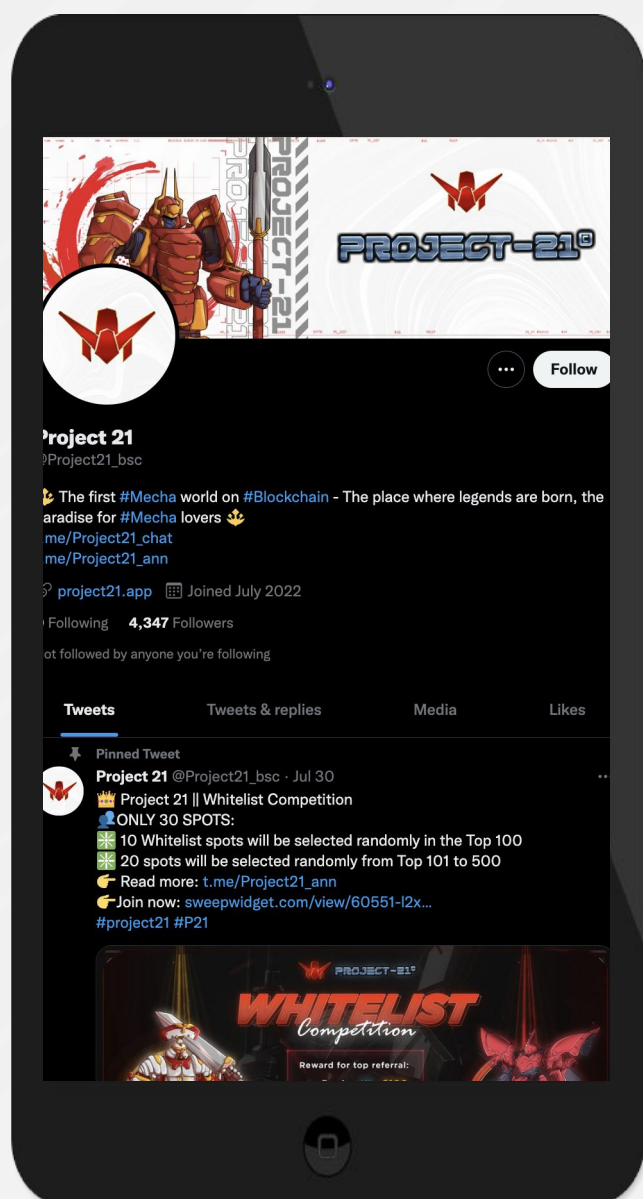 PROJECT-21
PROJECT-21
PROJECT-21©
Follow
Project 21
@Project21_bsc
The first #Mecha world on #Blockchain - The place where legends are born, the
aradise for #Mecha lovers
.me/Project21_chat
me/Project21_ann
project21.app Joined July 2022
Following 4,347 Followers
ot followed by anyone you're following
Tweets Tweets & replies Media Likes
Pinned Tweet
Project 21 @Project21_bsc · Jul 30
Project 21 || Whitelist Competition
ONLY 30 SPOTS:
10 Whitelist spots will be selected randomly in the Top 100
20 spots will be selected randomly from Top 101 to 500
Read more: t.me/Project21_ann
Join now: sweepwidget.com/view/60551-l2x...
#project21 #P21
PROJECT-21©
WHITELIST
Competition
Reward for top referral: